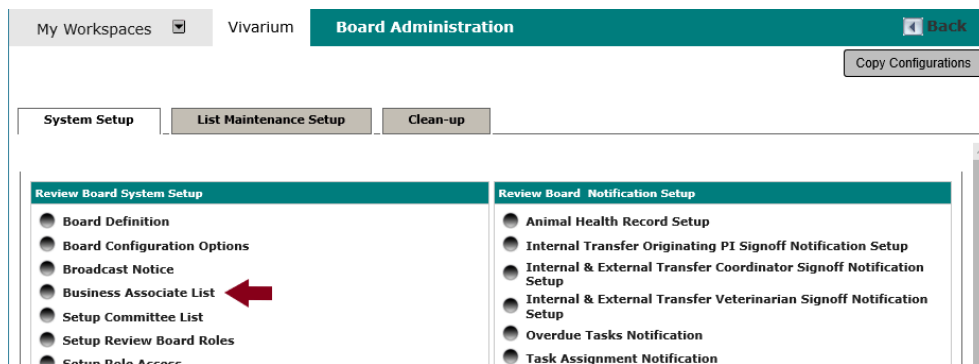 My Workspaces Vivarium Board Administration Back
Copy Configurations
System Setup List Maintenance Setup Clean-up
Review Board System Setup
Board Definition
Board Configuration Options
Broadcast Notice
Business Associate List
Setup Committee List
Setup Review Board Roles
Setup Role Access
Review Board Notification Setup
Animal Health Record Setup
Internal Transfer Originating PI Signoff Notification Setup
Internal & External Transfer Coordinator Signoff Notification
Setup
Internal & External Transfer Veterinarian Signoff Notification
Setup
Overdue Tasks Notification
Task Assignment Notification